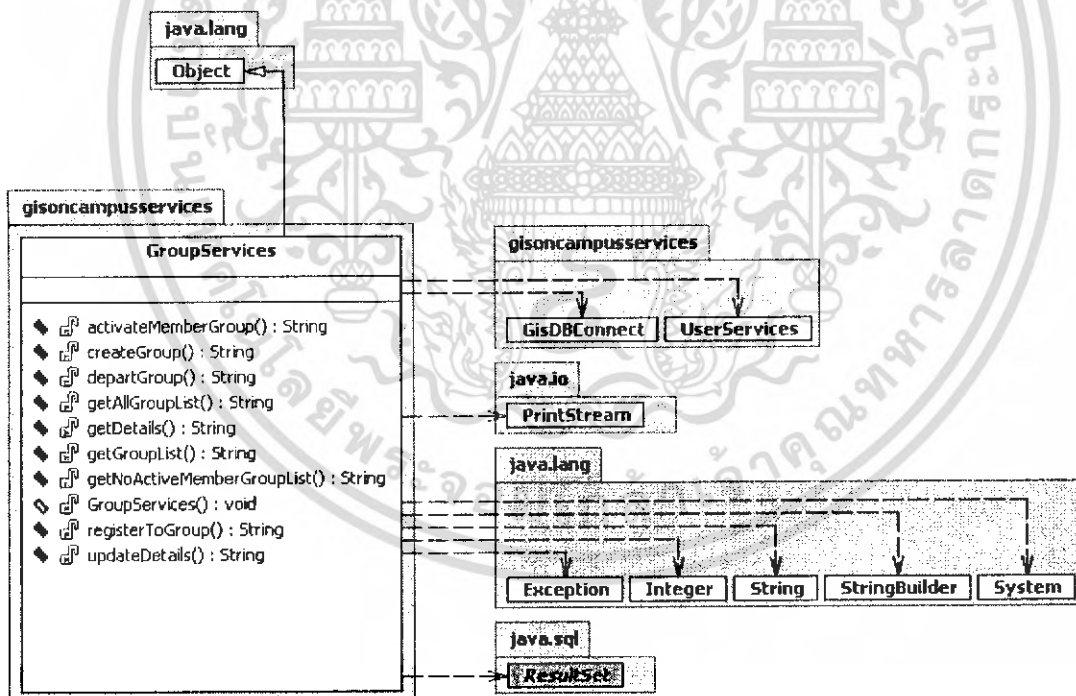 java.lang
Object
gisoncampusservices
GroupServices
activateMemberGroup() : String
createGroup() : String
departGroup() : String
getAllGroupList() : String
getDetails() : String
getGroupList() : String
getNoActiveMemberGroupList() : String
GroupServices() : void
registerToGroup() : String
updateDetails() : String
gisoncampusservices
GisDBConnect
UserServices
java.io
PrintStream
java.lang
Exception
Integer
String
StringBuilder
System
java.sql
ResultSet